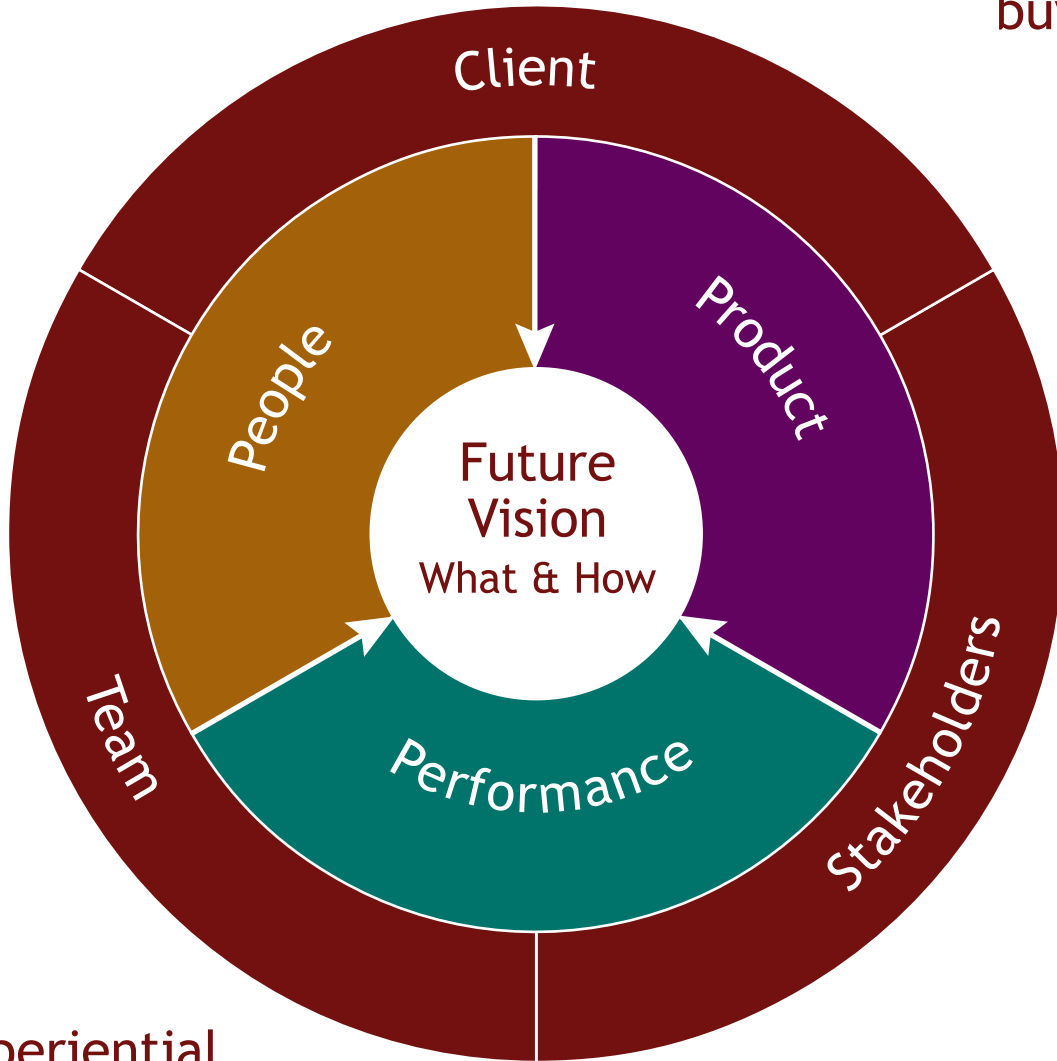 Client
People
Product
Future
Vision
What & How
Performance
Team
Stakeholders